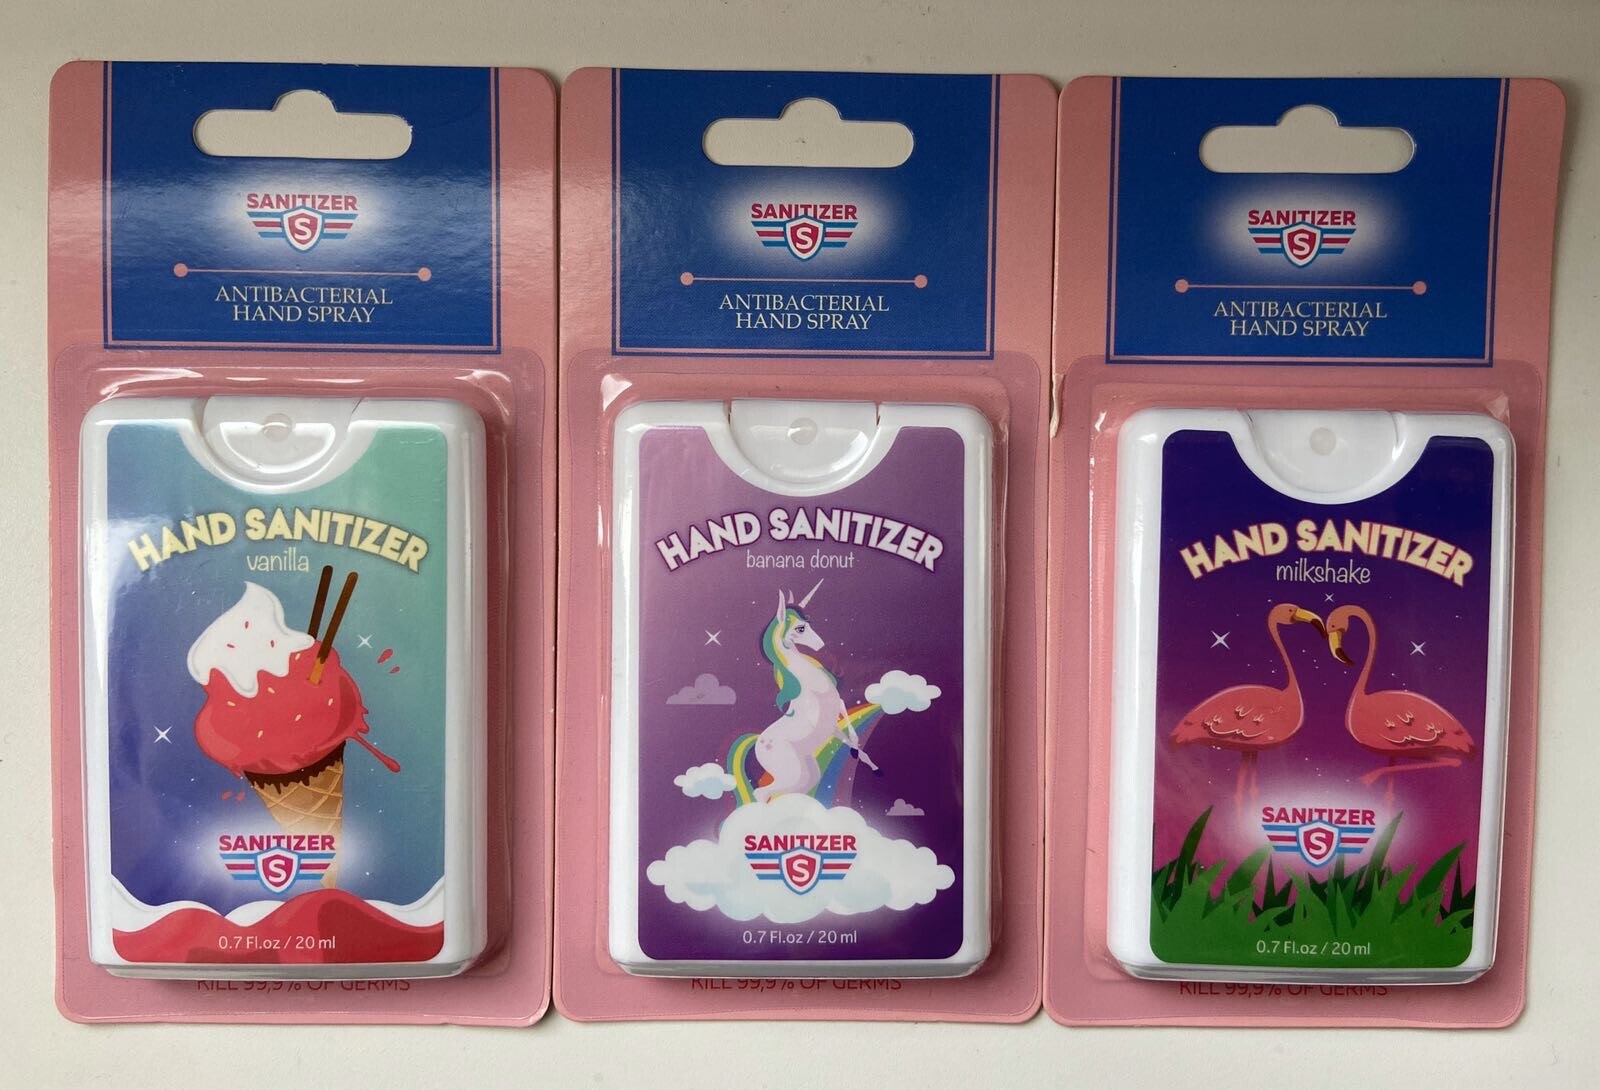 SANITIZER
S
ANTIBACTERIAL
HAND SPRAY
HAND SANITIZER
vanilla
SANITIZER
S
0.7 Fl.oz / 20 ml
KILL 99,9% OF GERMS
SANITIZER
S
ANTIBACTERIAL
HAND SPRAY
HAND SANITIZER
banana donut
SANITIZER
S
0.7 Fl.oz / 20 ml
KILL 99,9% OF GERMS
SANITIZER
S
ANTIBACTERIAL
HAND SPRAY
HAND SANITIZER
milkshake
SANITIZER
S
0.7 Fl.oz / 20 ml
KILL 99,9% OF GERMS